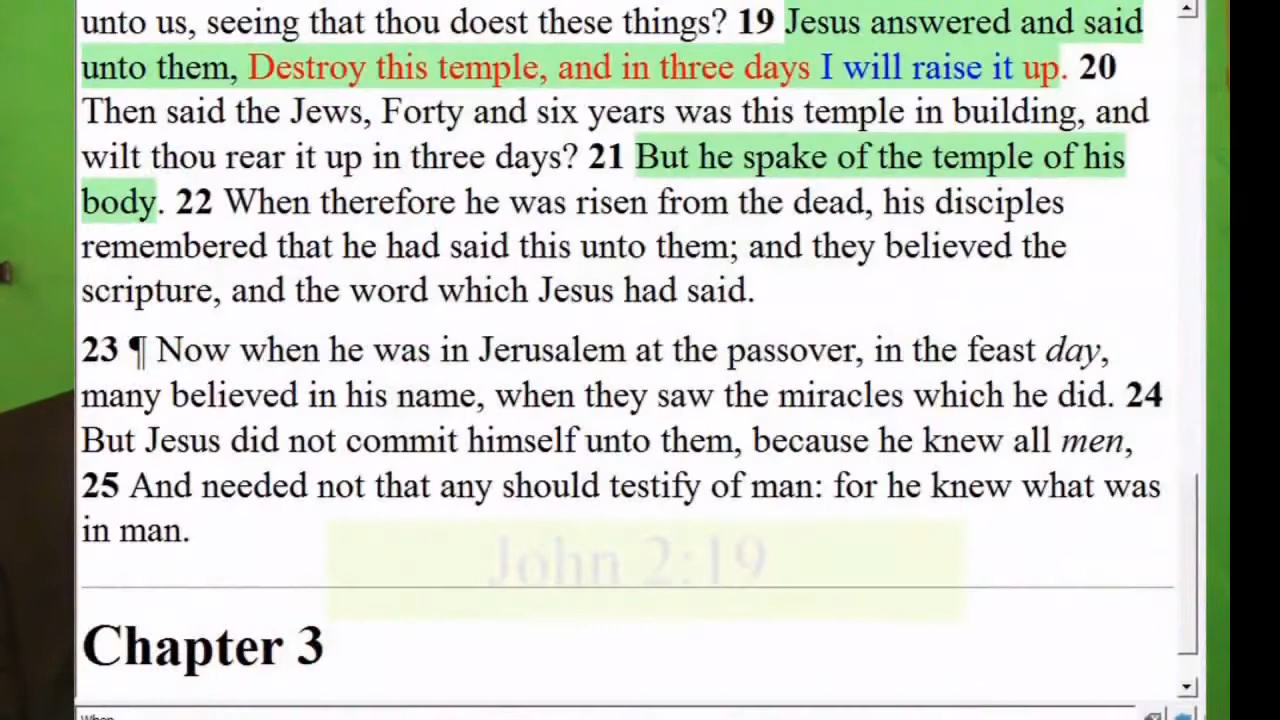 unto us, seeing that thou doest these things? 19 Jesus answered and said
unto them, Destroy this temple, and in three days I will raise it up. 20
Then said the Jews, Forty and six years was this temple in building, and
wilt thou rear it up in three days? 21 But he spake of the temple of his
body. 22 When therefore he was risen from the dead, his disciples
remembered that he had said this unto them; and they believed the
scripture, and the word which Jesus had said.
23 ¶ Now when he was in Jerusalem at the passover, in the feast day,
many believed in his name, when they saw the miracles which he did. 24
But Jesus did not commit himself unto them, because he knew all men,
25 And needed not that any should testify of man: for he knew what was
in man.
John 2:19
Chapter 3